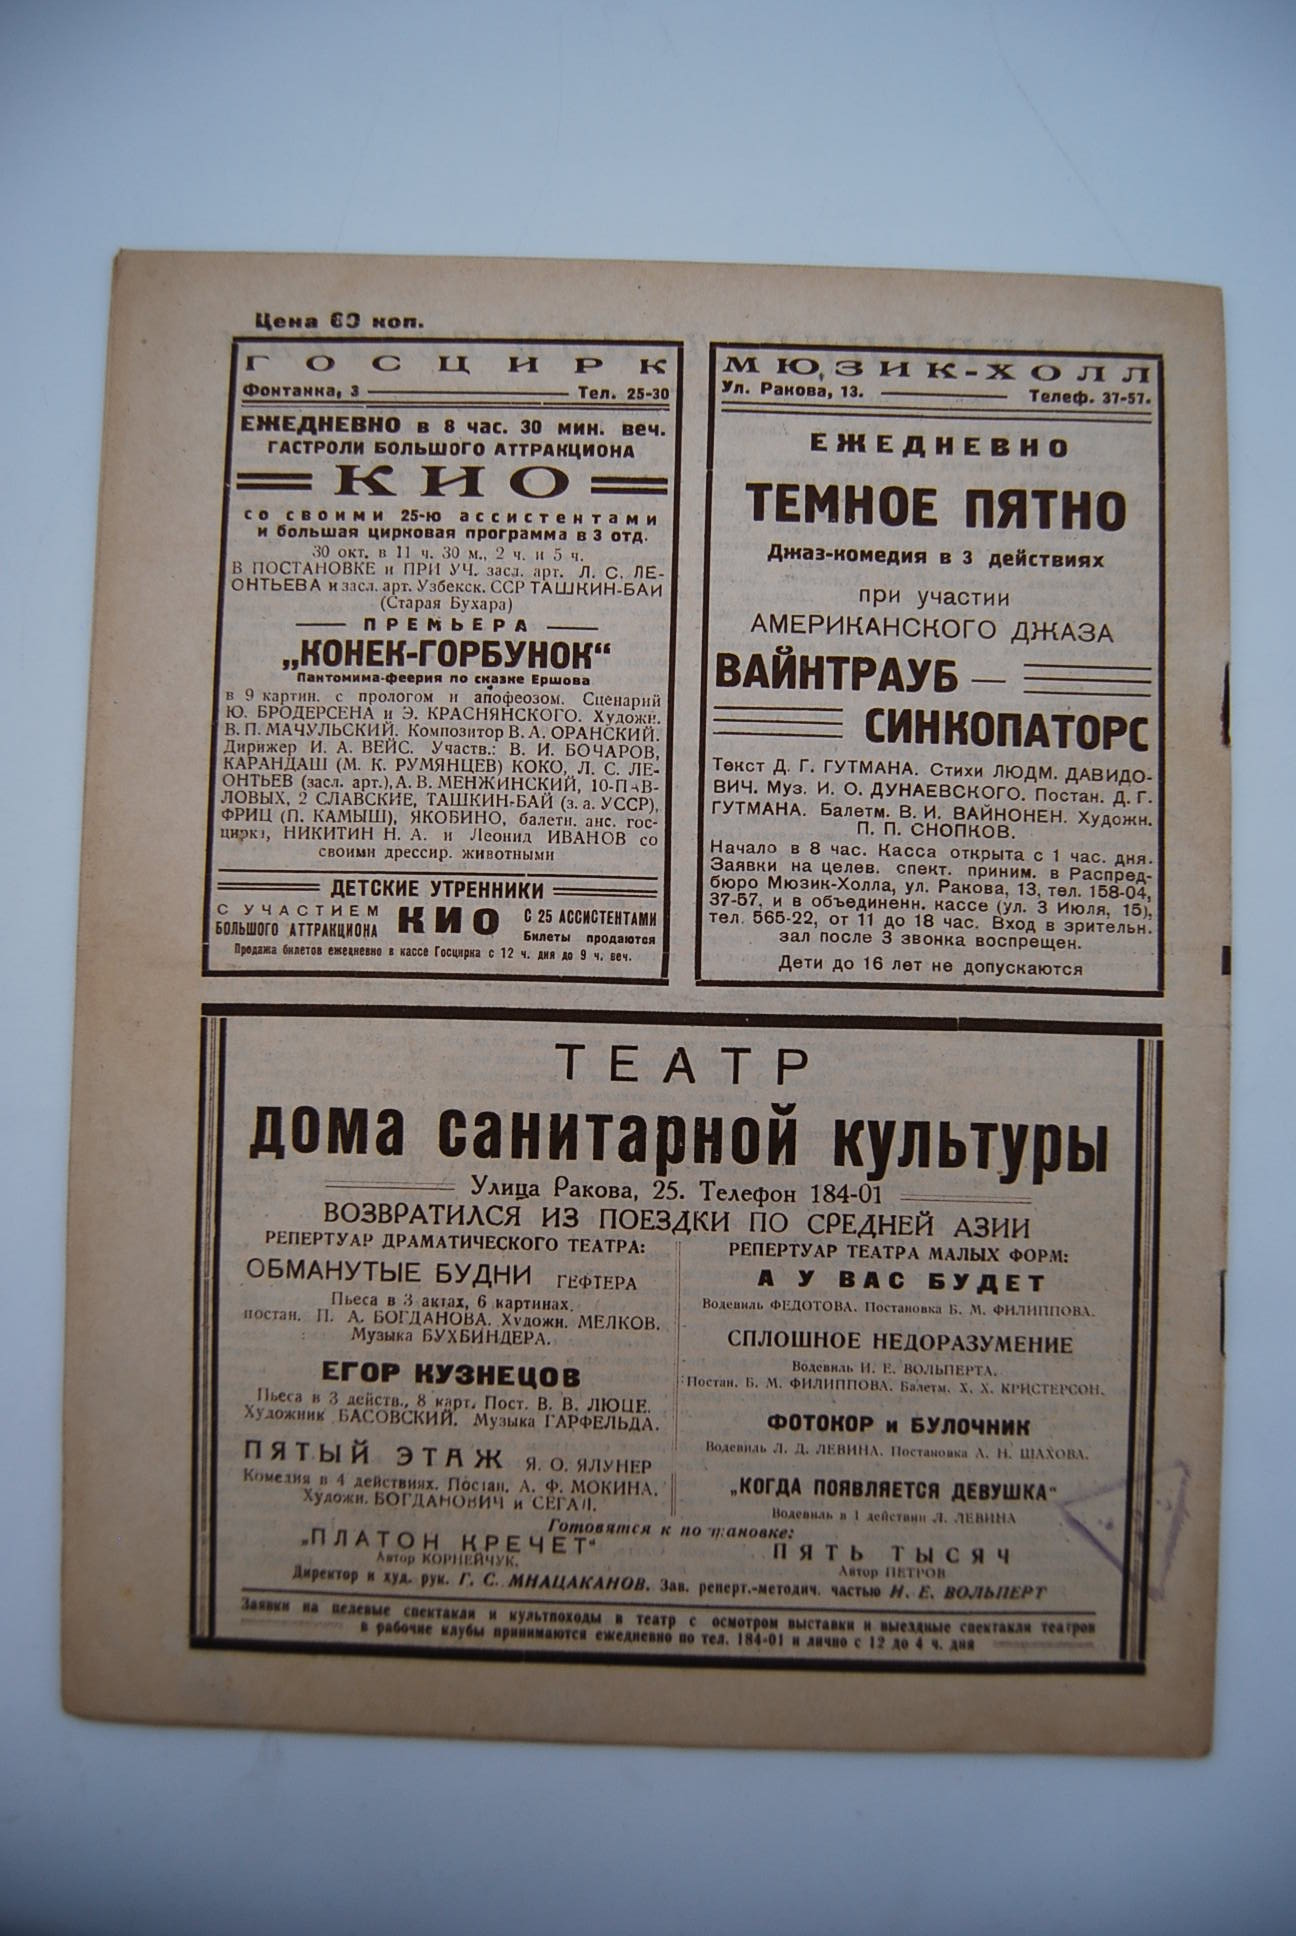 Цена 60 коп.
ГОСЦИРК
Фонтанка, 3 Тел. 25-30
ЕЖЕДНЕВНО в 8 час. 30 мин. веч.
ГАСТРОЛИ БОЛЬШОГО АТТРАКЦИОНА
КИО
со своими 25-ю ассистентами
и большая цирковая программа в 3 отд.
30 окт. в 11 ч. 30 м., 2 ч. и 5 ч.
В ПОСТАНОВКЕ и ПРИ УЧ. засл. арт. Л. С. ЛЕ-
ОНТЬЕВА и засл. арт. Узбекск. ССР ТАШКИН-БАИ
(Старая Бухара)
ПРЕМЬЕРА
„КОНЕК-ГОРБУНОК“
Пантомима-феерия по сказке Ершова
в 9 картин. с прологом и апофеозом. Сценарий
Ю. БРОДЕРСЕНА и Э. КРАСНЯНСКОГО. Художн.
В. П. МАЧУЛЬСКИЙ. Композитор В. А. ОРАНСКИЙ.
Дирижер И. А. ВЕЙС. Участв.: В. И. БОЧАРОВ,
КАРАНДАШ (М. К. РУМЯНЦЕВ) КОКО, Л. С. ЛЕ-
ОНТЬЕВ (засл. арт.), А. В. МЕНЖИНСКИЙ, 10-ПАВ-
ЛОВЫХ, 2 СЛАВСКИЕ, ТАШКИН-БАЙ (з. а. УССР),
ФРИЦ (П. КАМЫШ), ЯКОБИНО, балетн. анс. гос-
цирка, НИКИТИН Н. А. и Леонид ИВАНОВ со
своими дрессир. животными
ДЕТСКИЕ УТРЕННИКИ
С УЧАСТИЕМ
БОЛЬШОГО АТТРАКЦИОНА КИО С 25 АССИСТЕНТАМИ
Билеты продаются
Продажа билетов ежедневно в кассе Госцирка с 12 ч. дня до 9 ч. веч.
МЮЗИК-ХОЛЛ
Ул. Ракова, 13. Телеф. 37-57.
ЕЖЕДНЕВНО
ТЕМНОЕ ПЯТНО
Джаз-комедия в 3 действиях
при участии
АМЕРИКАНСКОГО ДЖАЗА
ВАЙНТРАУБ —
СИНКОПАТОРС
Текст Д. Г. ГУТМАНА. Стихи ЛЮДМ. ДАВИДО-
ВИЧ. Муз. И. О. ДУНАЕВСКОГО. Постан. Д. Г.
ГУТМАНА. Балетм. В. И. ВАЙНОНЕН. Художн.
П. П. СНОПКОВ.
Начало в 8 час. Касса открыта с 1 час. дня.
Заявки на целев. спект. приним. в Распред-
бюро Мюзик-Холла, ул. Ракова, 13, тел. 158-04,
37-57, и в объединенн. кассе (ул. 3 Июля, 15),
тел. 565-22, от 11 до 18 час. Вход в зрительн.
зал после 3 звонка воспрещен.
Дети до 16 лет не допускаются
ТЕАТР
дома санитарной культуры
Улица Ракова, 25. Телефон 184-01
ВОЗВРАТИЛСЯ ИЗ ПОЕЗДКИ ПО СРЕДНЕЙ АЗИИ
РЕПЕРТУАР ДРАМАТИЧЕСКОГО ТЕАТРА:
ОБМАНУТЫЕ БУДНИ ГЕФТЕРА
Пьеса в 3 актах, 6 картинах.
постан. П. А. БОГДАНОВА. Художн. МЕЛКОВ.
Музыка БУХБИНДЕРА.
ЕГОР КУЗНЕЦОВ
Пьеса в 3 действ., 8 карт. Пост. В. В. ЛЮЦЕ.
Художник БАСОВСКИЙ. Музыка ГАРФЕЛЬДА.
ПЯТЫЙ ЭТАЖ Я. О. ЯЛУНЕР
Комедия в 4 действиях. Постан. А. Ф. МОКИНА.
Художн. БОГДАНОВИЧ и СЕГАЛ.
РЕПЕРТУАР ТЕАТРА МАЛЫХ ФОРМ:
А У ВАС БУДЕТ
Водевиль ФЕДОТОВА. Постановка Б. М. ФИЛИППОВА.
СПЛОШНОЕ НЕДОРАЗУМЕНИЕ
Водевиль И. Е. ВОЛЬПЕРТА.
Постан. Б. М. ФИЛИППОВА. Балетм. Х. Х. КРИСТЕРСОН.
ФОТОКОР и БУЛОЧНИК
Водевиль Л. Д. ЛЕВИНА. Постановка А. Н. ШАХОВА.
„КОГДА ПОЯВЛЯЕТСЯ ДЕВУШКА“
Водевиль в 1 действии Л. ЛЕВИНА
Готовятся к постановке:
„ПЛАТОН КРЕЧЕТ“
Автор КОРНЕЙЧУК.
ПЯТЬ ТЫСЯЧ
Автор ПЕТРОВ
Директор и худ. рук. Г. С. МНАЦАКАНОВ. Зав. реперт.-методич. частью И. Е. ВОЛЬПЕРТ
Заявки на целевые спектакли и культпоходы в театр с осмотром выставки и выездные спектакли театров
в рабочие клубы принимаются ежедневно по тел. 184-01 и лично с 12 до 4 ч. дня